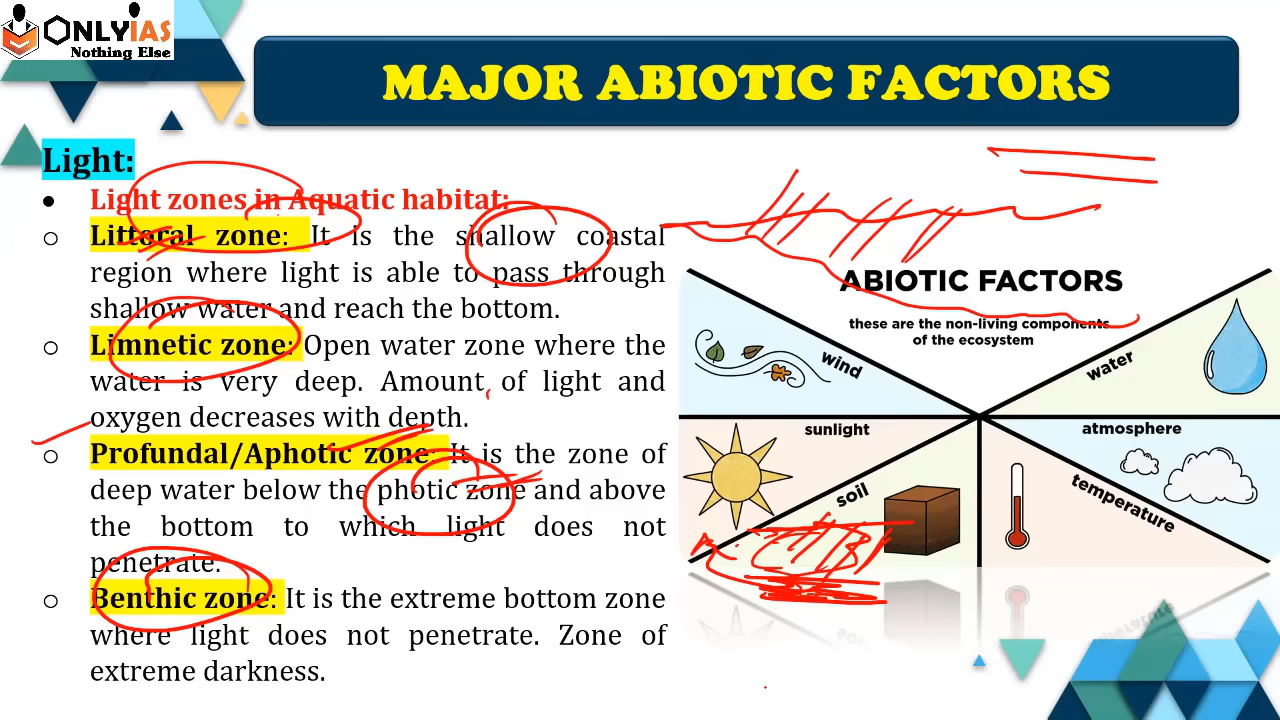 ONLYIAS
Nothing Else
MAJOR ABIOTIC FACTORS
Light:
• Light zones in Aquatic habitat:
o Littoral zone: It is the shallow coastal
region where light is able to pass through
shallow water and reach the bottom.
o Limnetic zone: Open water zone where the
water is very deep. Amount of light and
oxygen decreases with depth.
o Profundal/Aphotic zone: It is the zone of
deep water below the photic zone and above
the bottom to which light does not
penetrate.
o Benthic zone: It is the extreme bottom zone
where light does not penetrate. Zone of
extreme darkness.
ABIOTIC FACTORS
these are the non-living components
of the ecosystem
wind
water
sunlight
atmosphere
soil
temperature